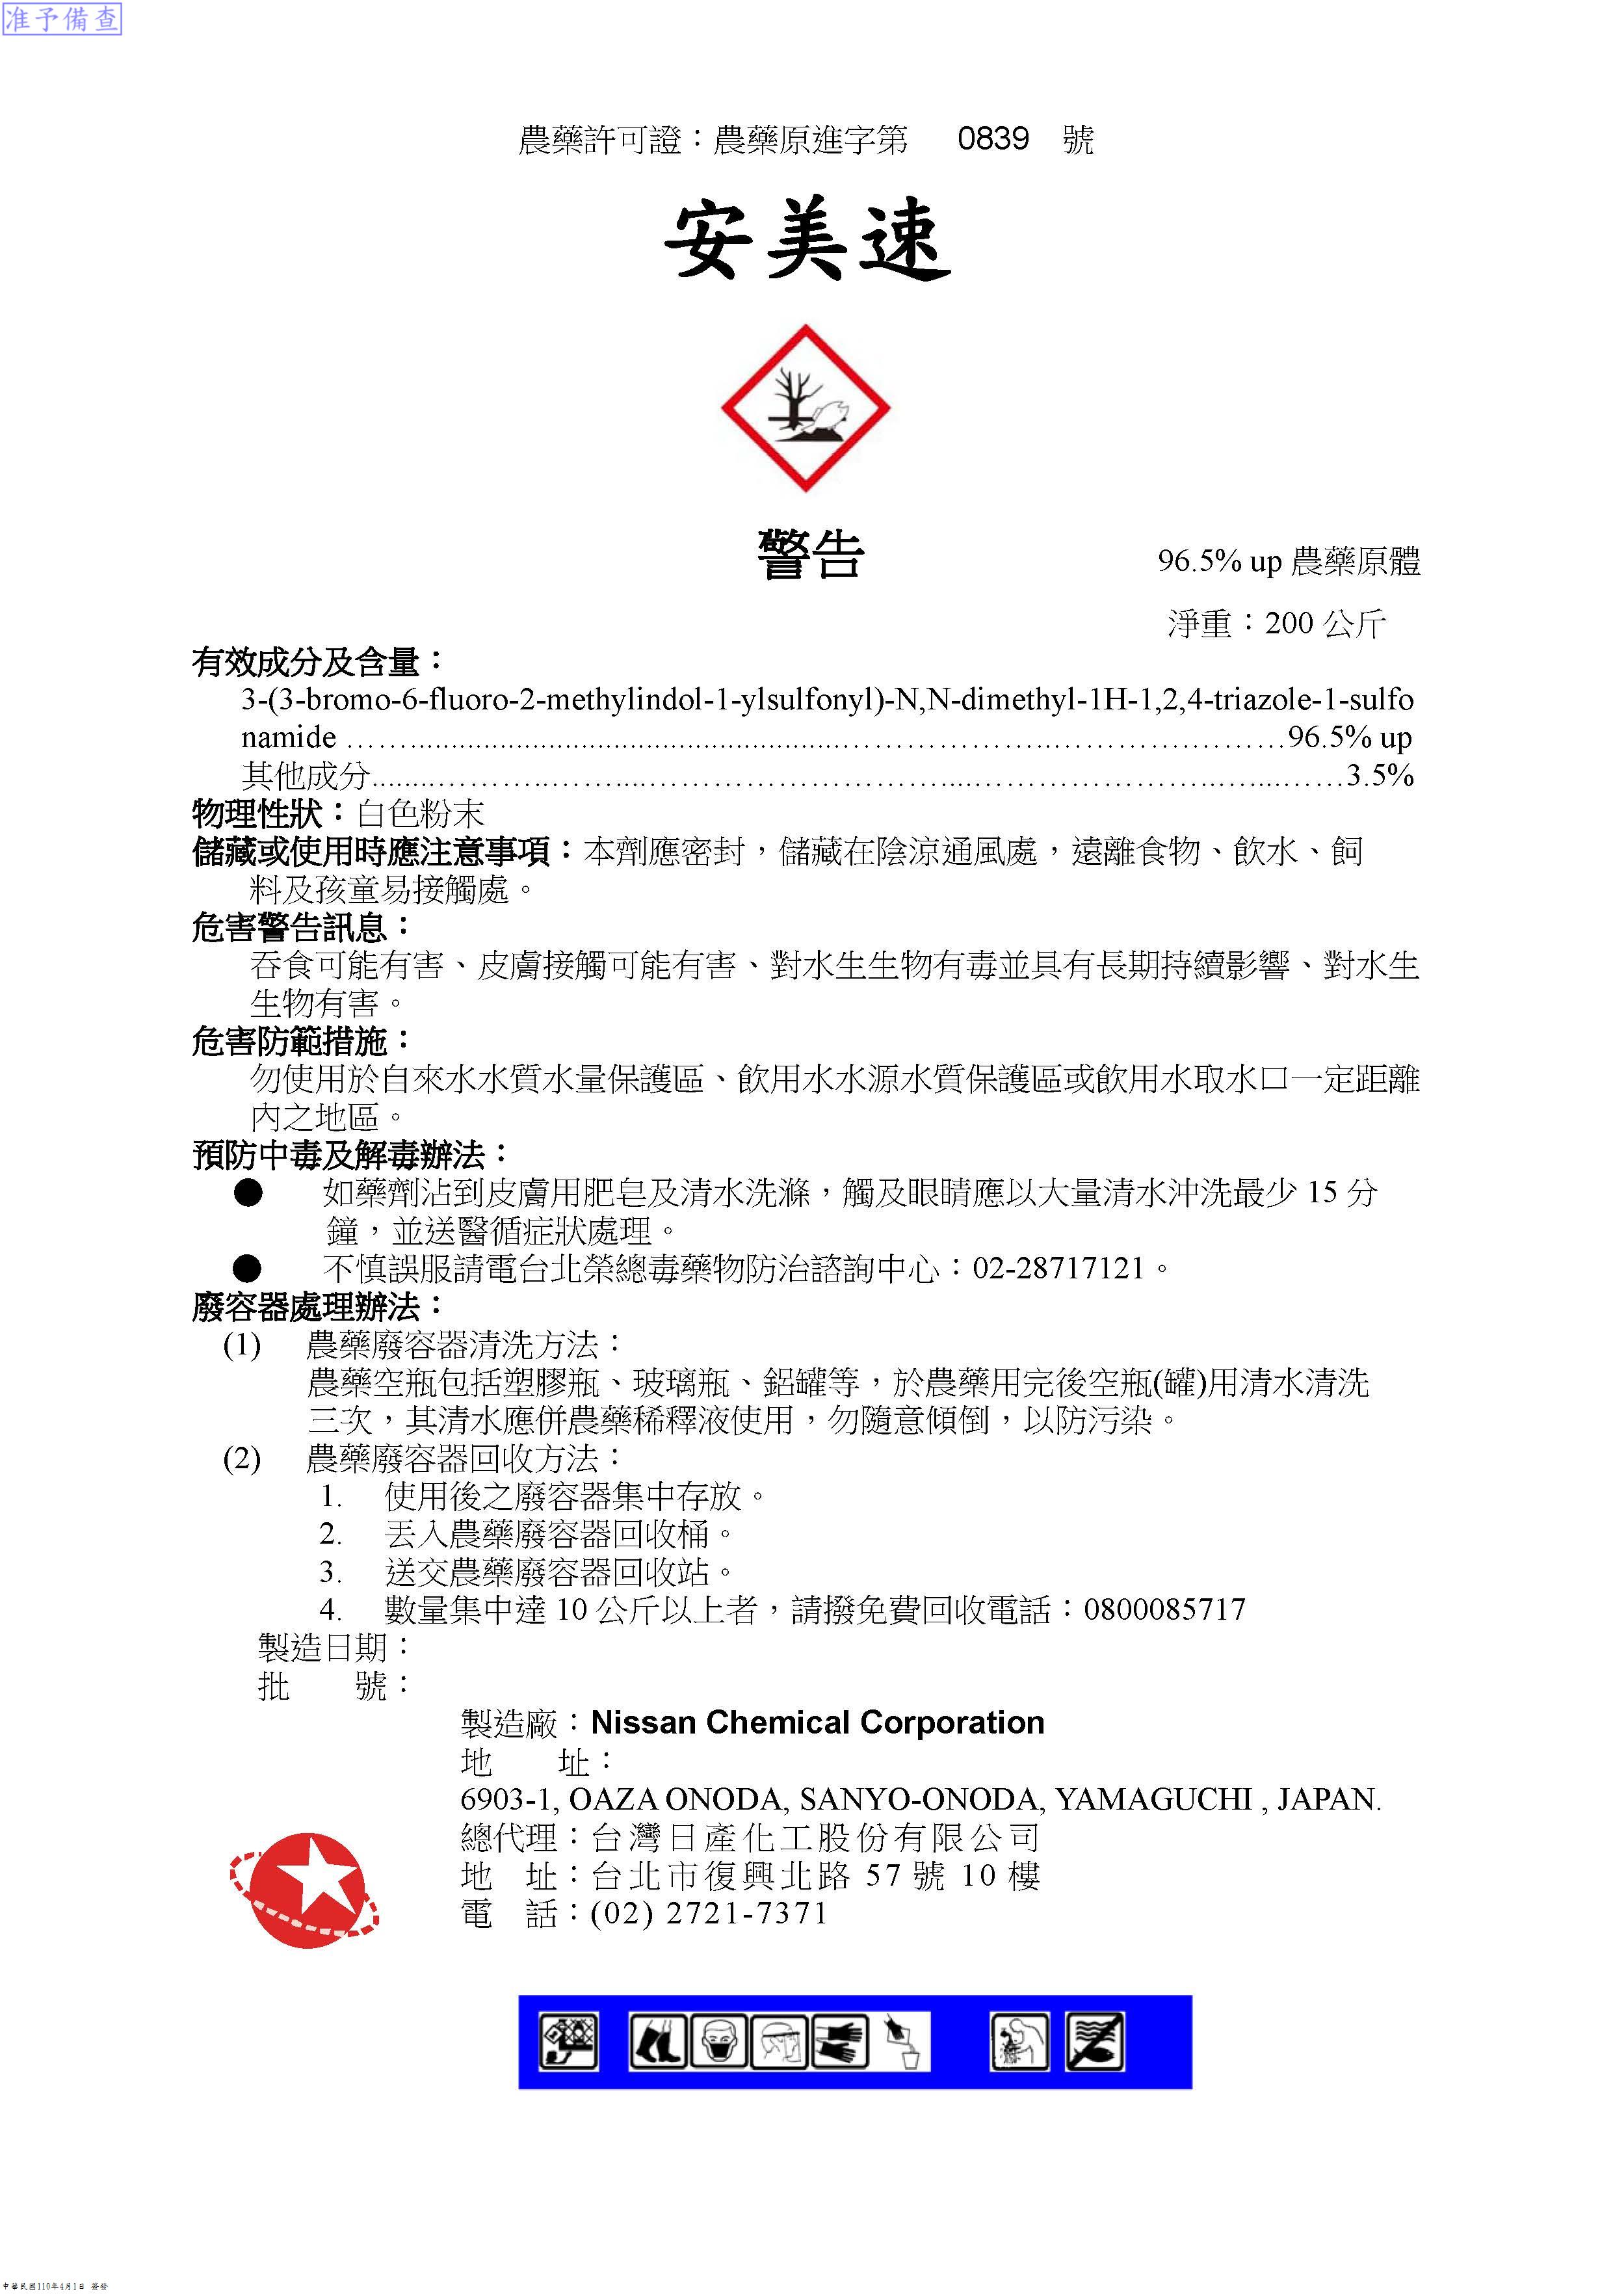 准予備查
農藥許可證：農藥原進字第 0839 號
安美速
警告
96.5% up 農藥原體
淨重：200 公斤
有效成分及含量：
3-(3-bromo-6-fluoro-2-methylindol-1-ylsulfonyl)-N,N-dimethyl-1H-1,2,4-triazole-1-sulfo
namide ……......................................................…………………..…………………96.5% up
其他成分........………......………...………………………....………………...…....……3.5%
物理性狀：白色粉末
儲藏或使用時應注意事項：本劑應密封，儲藏在陰涼通風處，遠離食物、飲水、飼
料及孩童易接觸處。
危害警告訊息：
吞食可能有害、皮膚接觸可能有害、對水生生物有毒並具有長期持續影響、對水生
生物有害。
危害防範措施：
勿使用於自來水水質水量保護區、飲用水水源水質保護區或飲用水取水口一定距離
內之地區。
預防中毒及解毒辦法：
● 如藥劑沾到皮膚用肥皂及清水洗滌，觸及眼睛應以大量清水沖洗最少 15 分
鐘，並送醫循症狀處理。
● 不慎誤服請電台北榮總毒藥物防治諮詢中心：02-28717121。
廢容器處理辦法：
(1) 農藥廢容器清洗方法：
農藥空瓶包括塑膠瓶、玻璃瓶、鋁罐等，於農藥用完後空瓶(罐)用清水清洗
三次，其清水應併農藥稀釋液使用，勿隨意傾倒，以防污染。
(2) 農藥廢容器回收方法：
1. 使用後之廢容器集中存放。
2. 丟入農藥廢容器回收桶。
3. 送交農藥廢容器回收站。
4. 數量集中達 10 公斤以上者，請撥免費回收電話：0800085717
製造日期：
批 號：
製造廠：Nissan Chemical Corporation
地 址：
6903-1, OAZA ONODA, SANYO-ONODA, YAMAGUCHI , JAPAN.
總代理：台灣日產化工股份有限公司
地 址：台北市復興北路 57 號 10 樓
電 話：(02) 2721-7371
中華民國110年4月1日 簽發